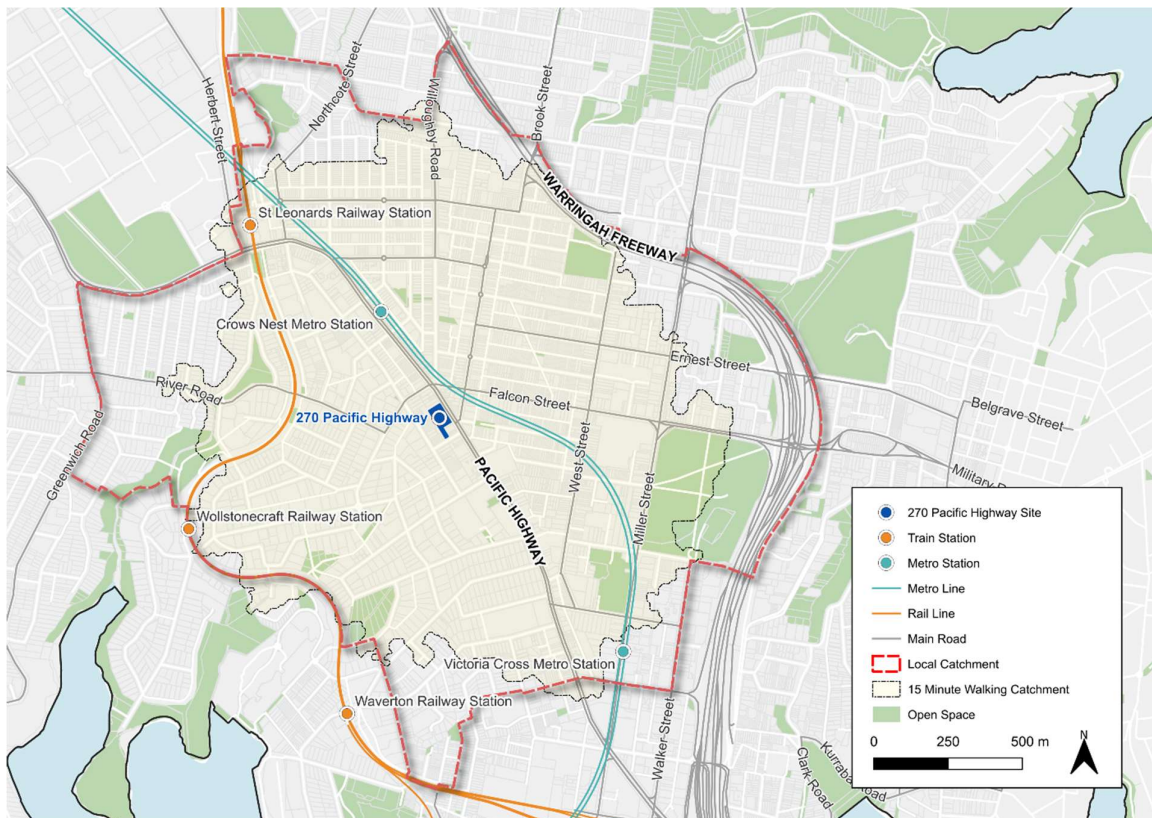 Herbert Street
Northcote Street
Willoughby Road
Brook Street
WARRINGAH FREEWAY
St Leonards Railway Station
Crows Nest Metro Station
Ernest Street
River Road
Falcon Street
Belgrave Street
270 Pacific Highway
Greenwich Road
PACIFIC HIGHWAY
West Street
Miller Street
Military
Wollstonecraft Railway Station
Victoria Cross Metro Station
Waverton Railway Station
Walker Street
Clark Road
Road
270 Pacific Highway Site
Train Station
Metro Station
Metro Line
Rail Line
Main Road
Local Catchment
15 Minute Walking Catchment
Open Space
0 250 500 m
N